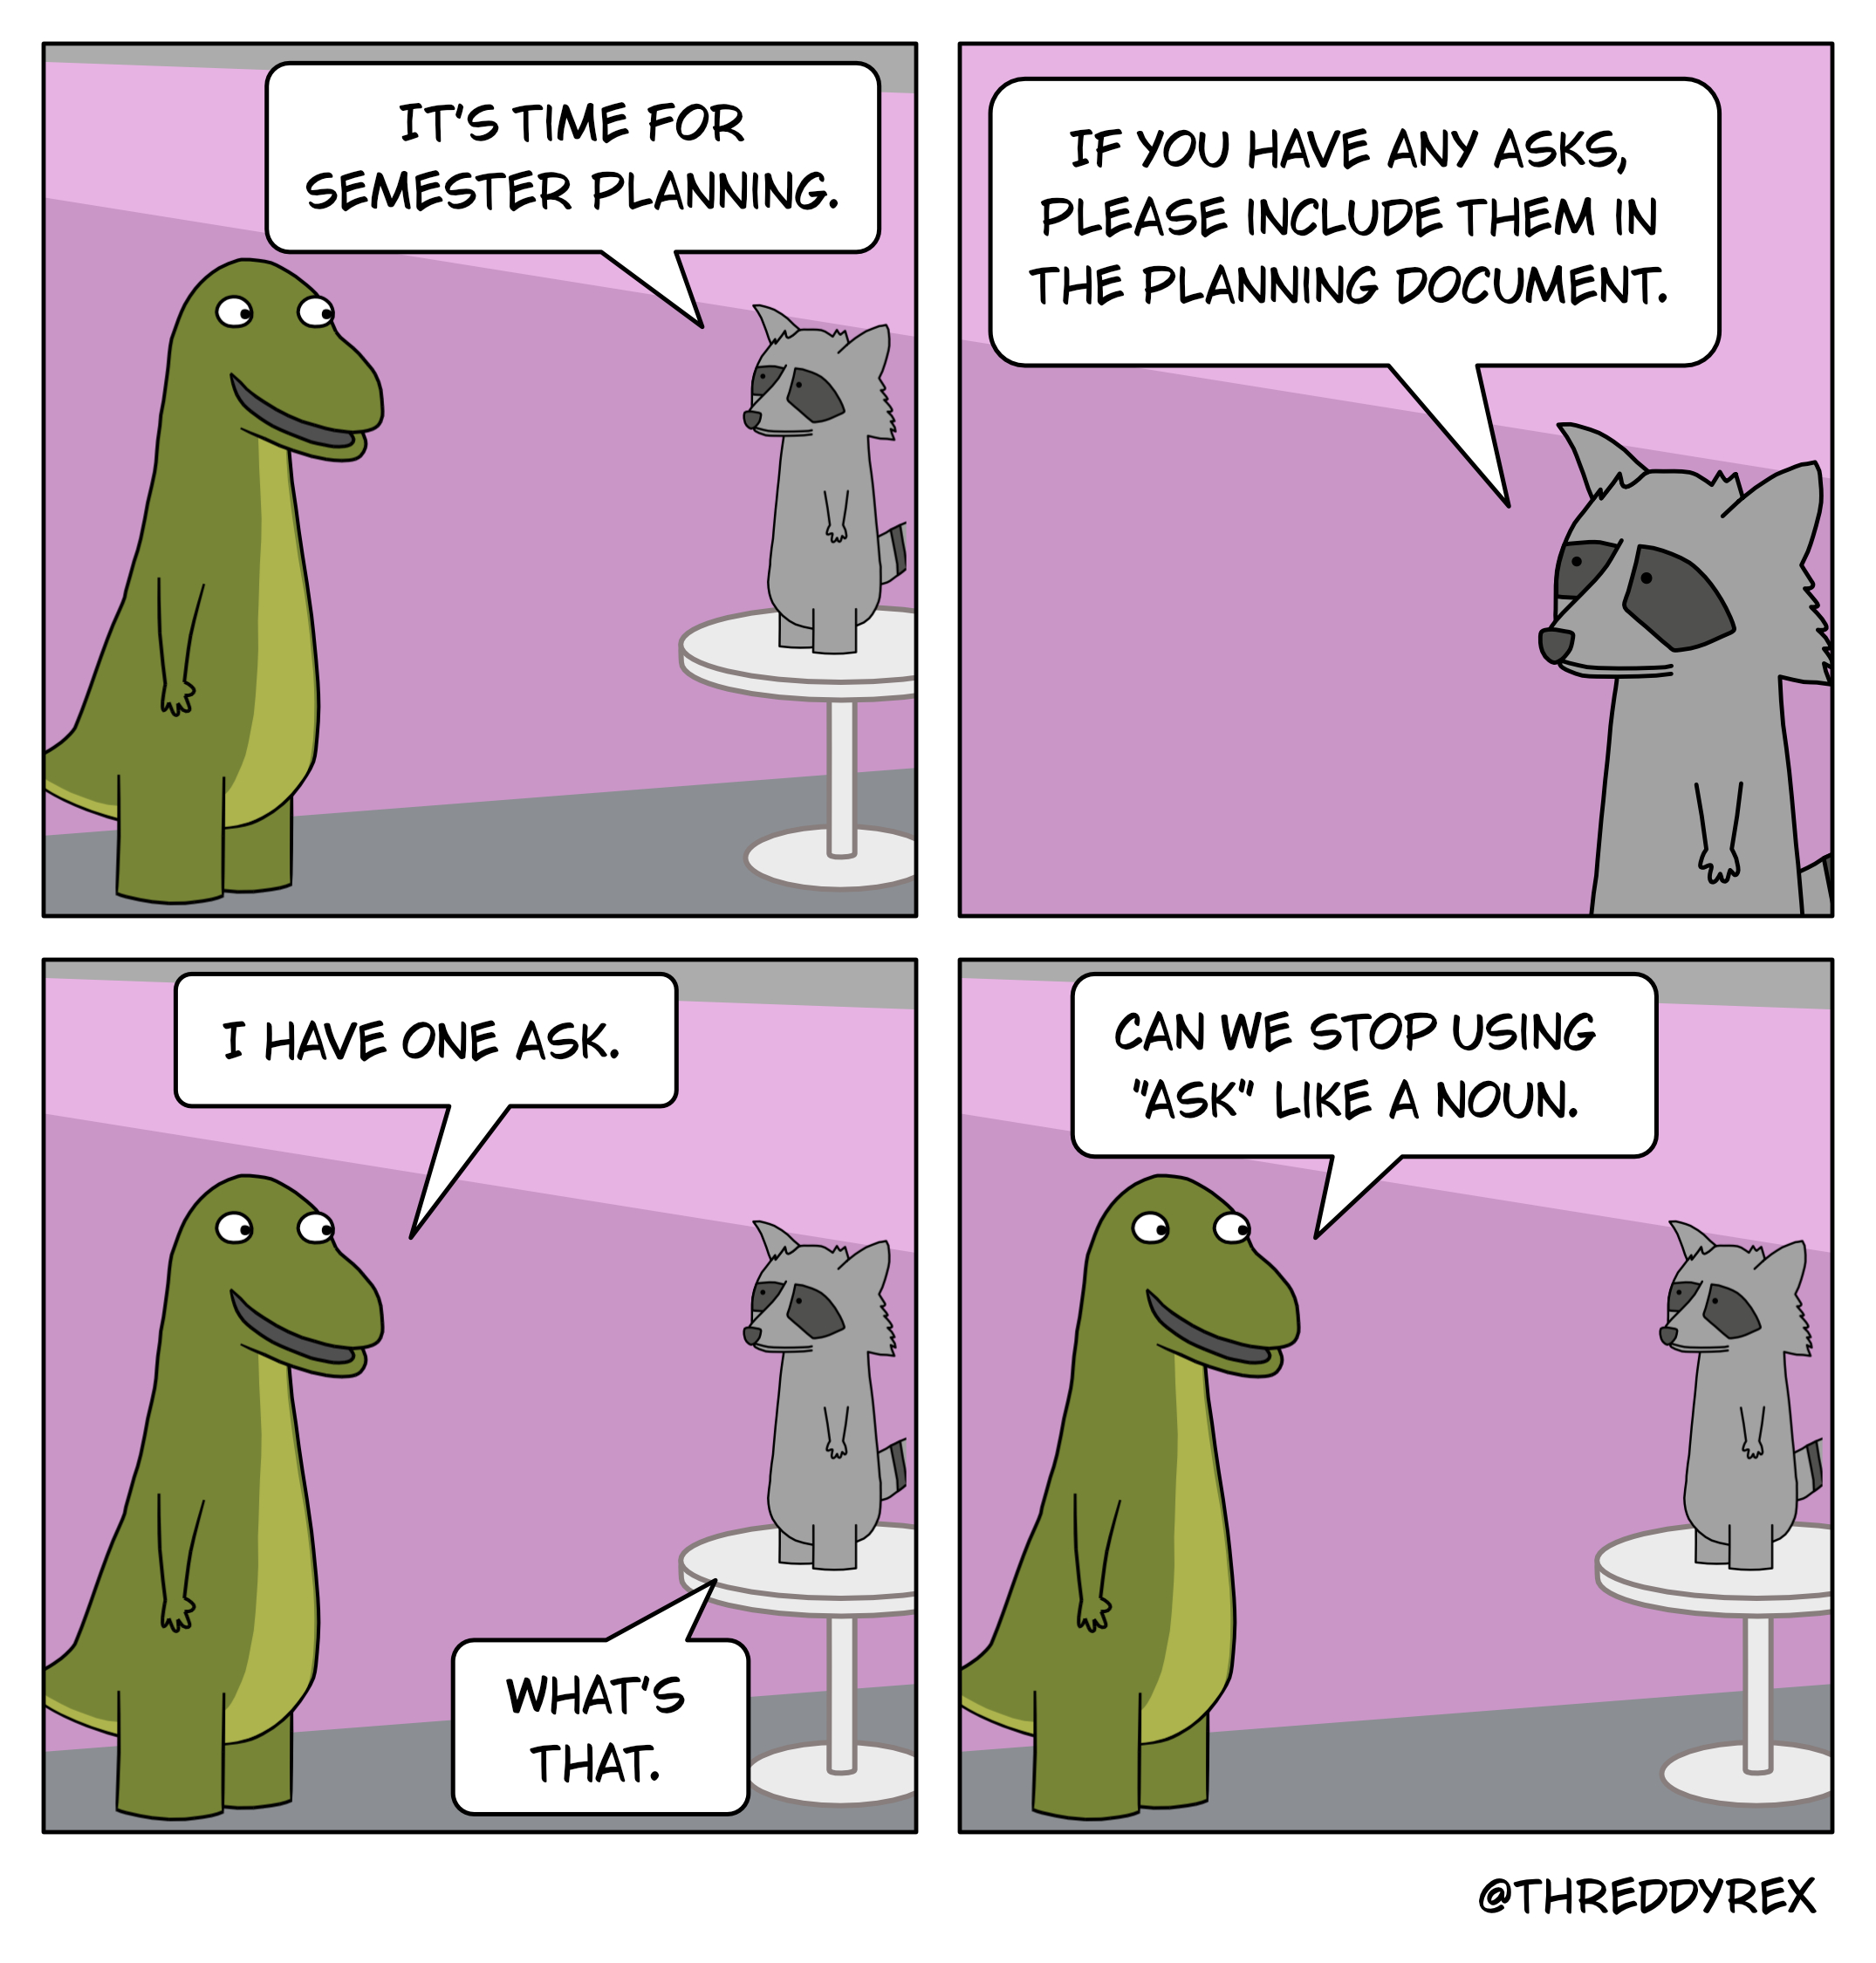 IT'S TIME FOR
SEMESTER PLANNING.
IF YOU HAVE ANY ASKS,
PLEASE INCLUDE THEM IN
THE PLANNING DOCUMENT.
I HAVE ONE ASK.
WHAT'S
THAT.
CAN WE STOP USING
"ASK" LIKE A NOUN.
@THREDDYREX